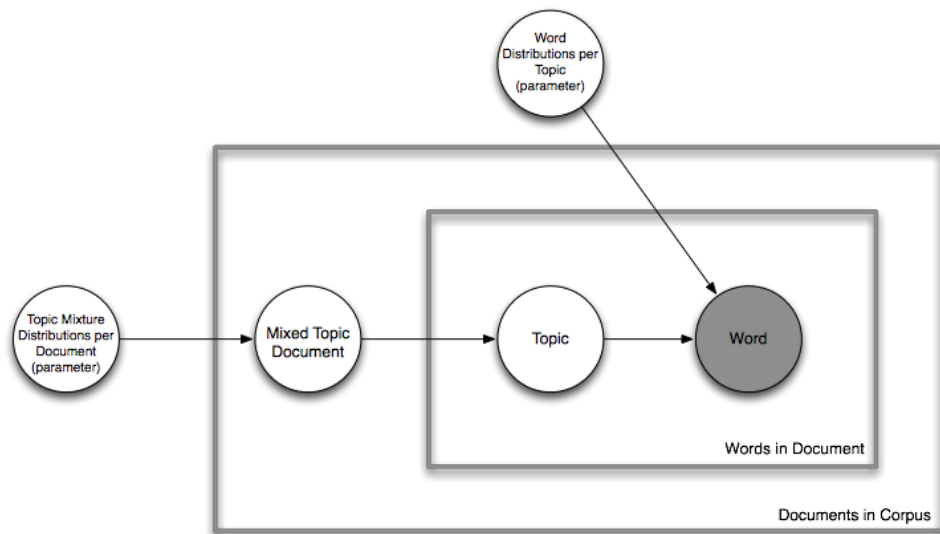 Word
Distributions per
Topic
(parameter)
Topic Mixture
Distributions per
Document
(parameter)
Mixed Topic
Document
Topic
Word
Words in Document
Documents in Corpus